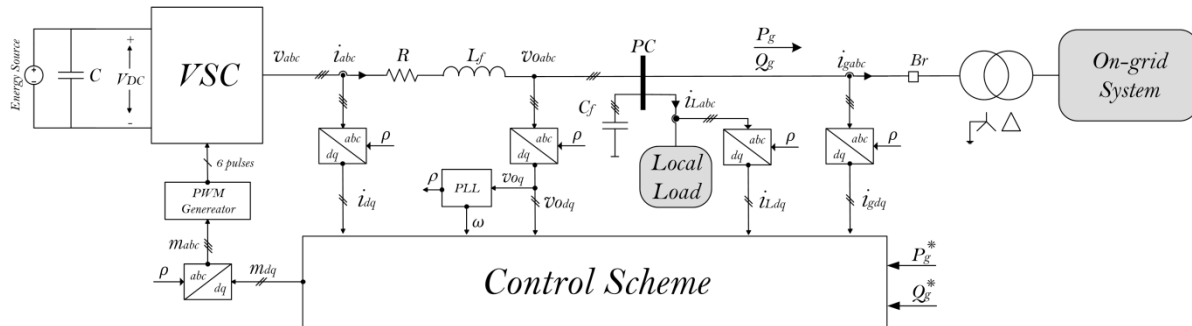 Energy Source
+
C
VDC
-
VSC
vabc
iabc
R
Lf
voabc
PC
Pg
Qg
igabc
Br
On-grid
System
Cf
iLabc
abc
dq
ρ
abc
dq
ρ
Local
Load
abc
dq
ρ
abc
dq
ρ
6 pulses
PWM
Genereator
ρ
PLL
voq
ω
idq
vodq
iLdq
igdq
mabc
ρ
abc
dq
mdq
Control Scheme
Pg*
Qg*